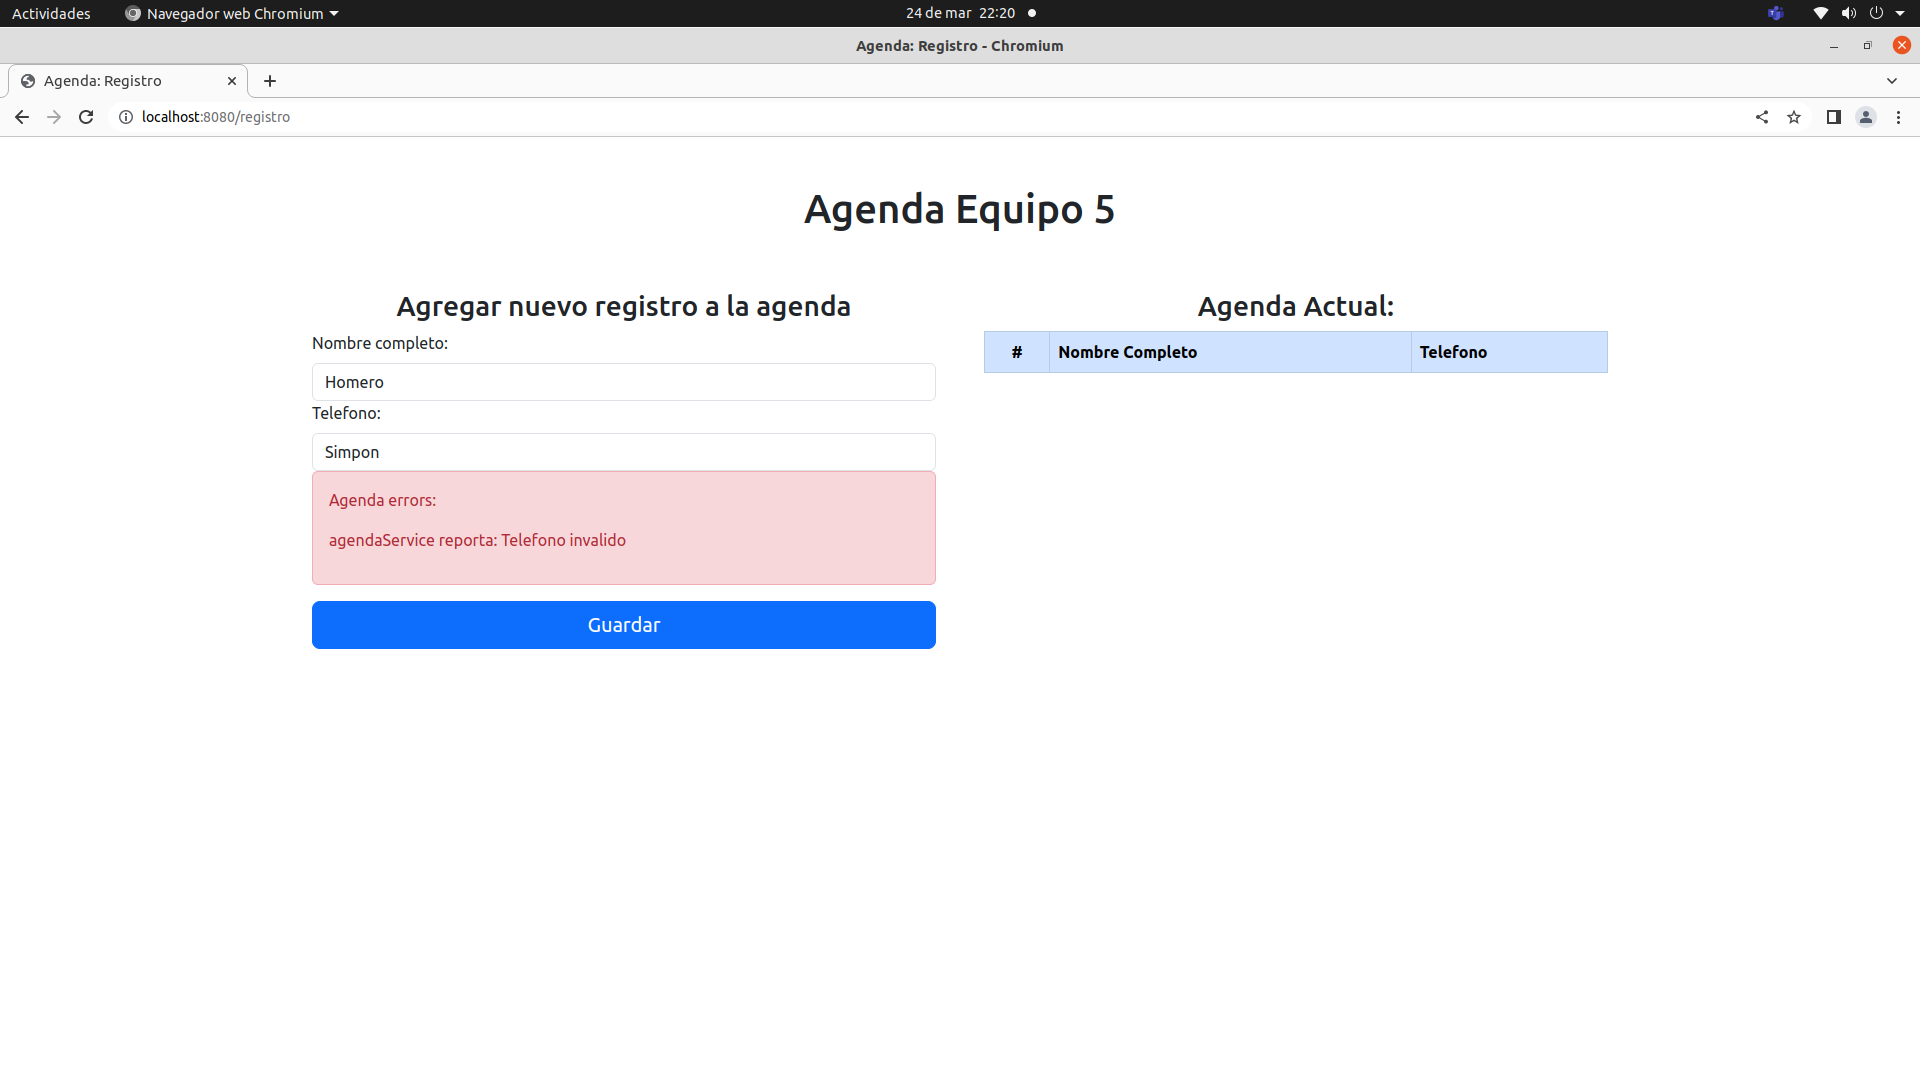 Actividades
Navegador web Chromium
24 de mar 22:20
Agenda: Registro - Chromium
Agenda: Registro
localhost:8080/registro
Agenda Equipo 5
Agregar nuevo registro a la agenda
Nombre completo:
Homero
Telefono:
Simpon
Agenda errors:
agendaService reporta: Telefono invalido
Guardar
Agenda Actual:
# Nombre Completo Telefono